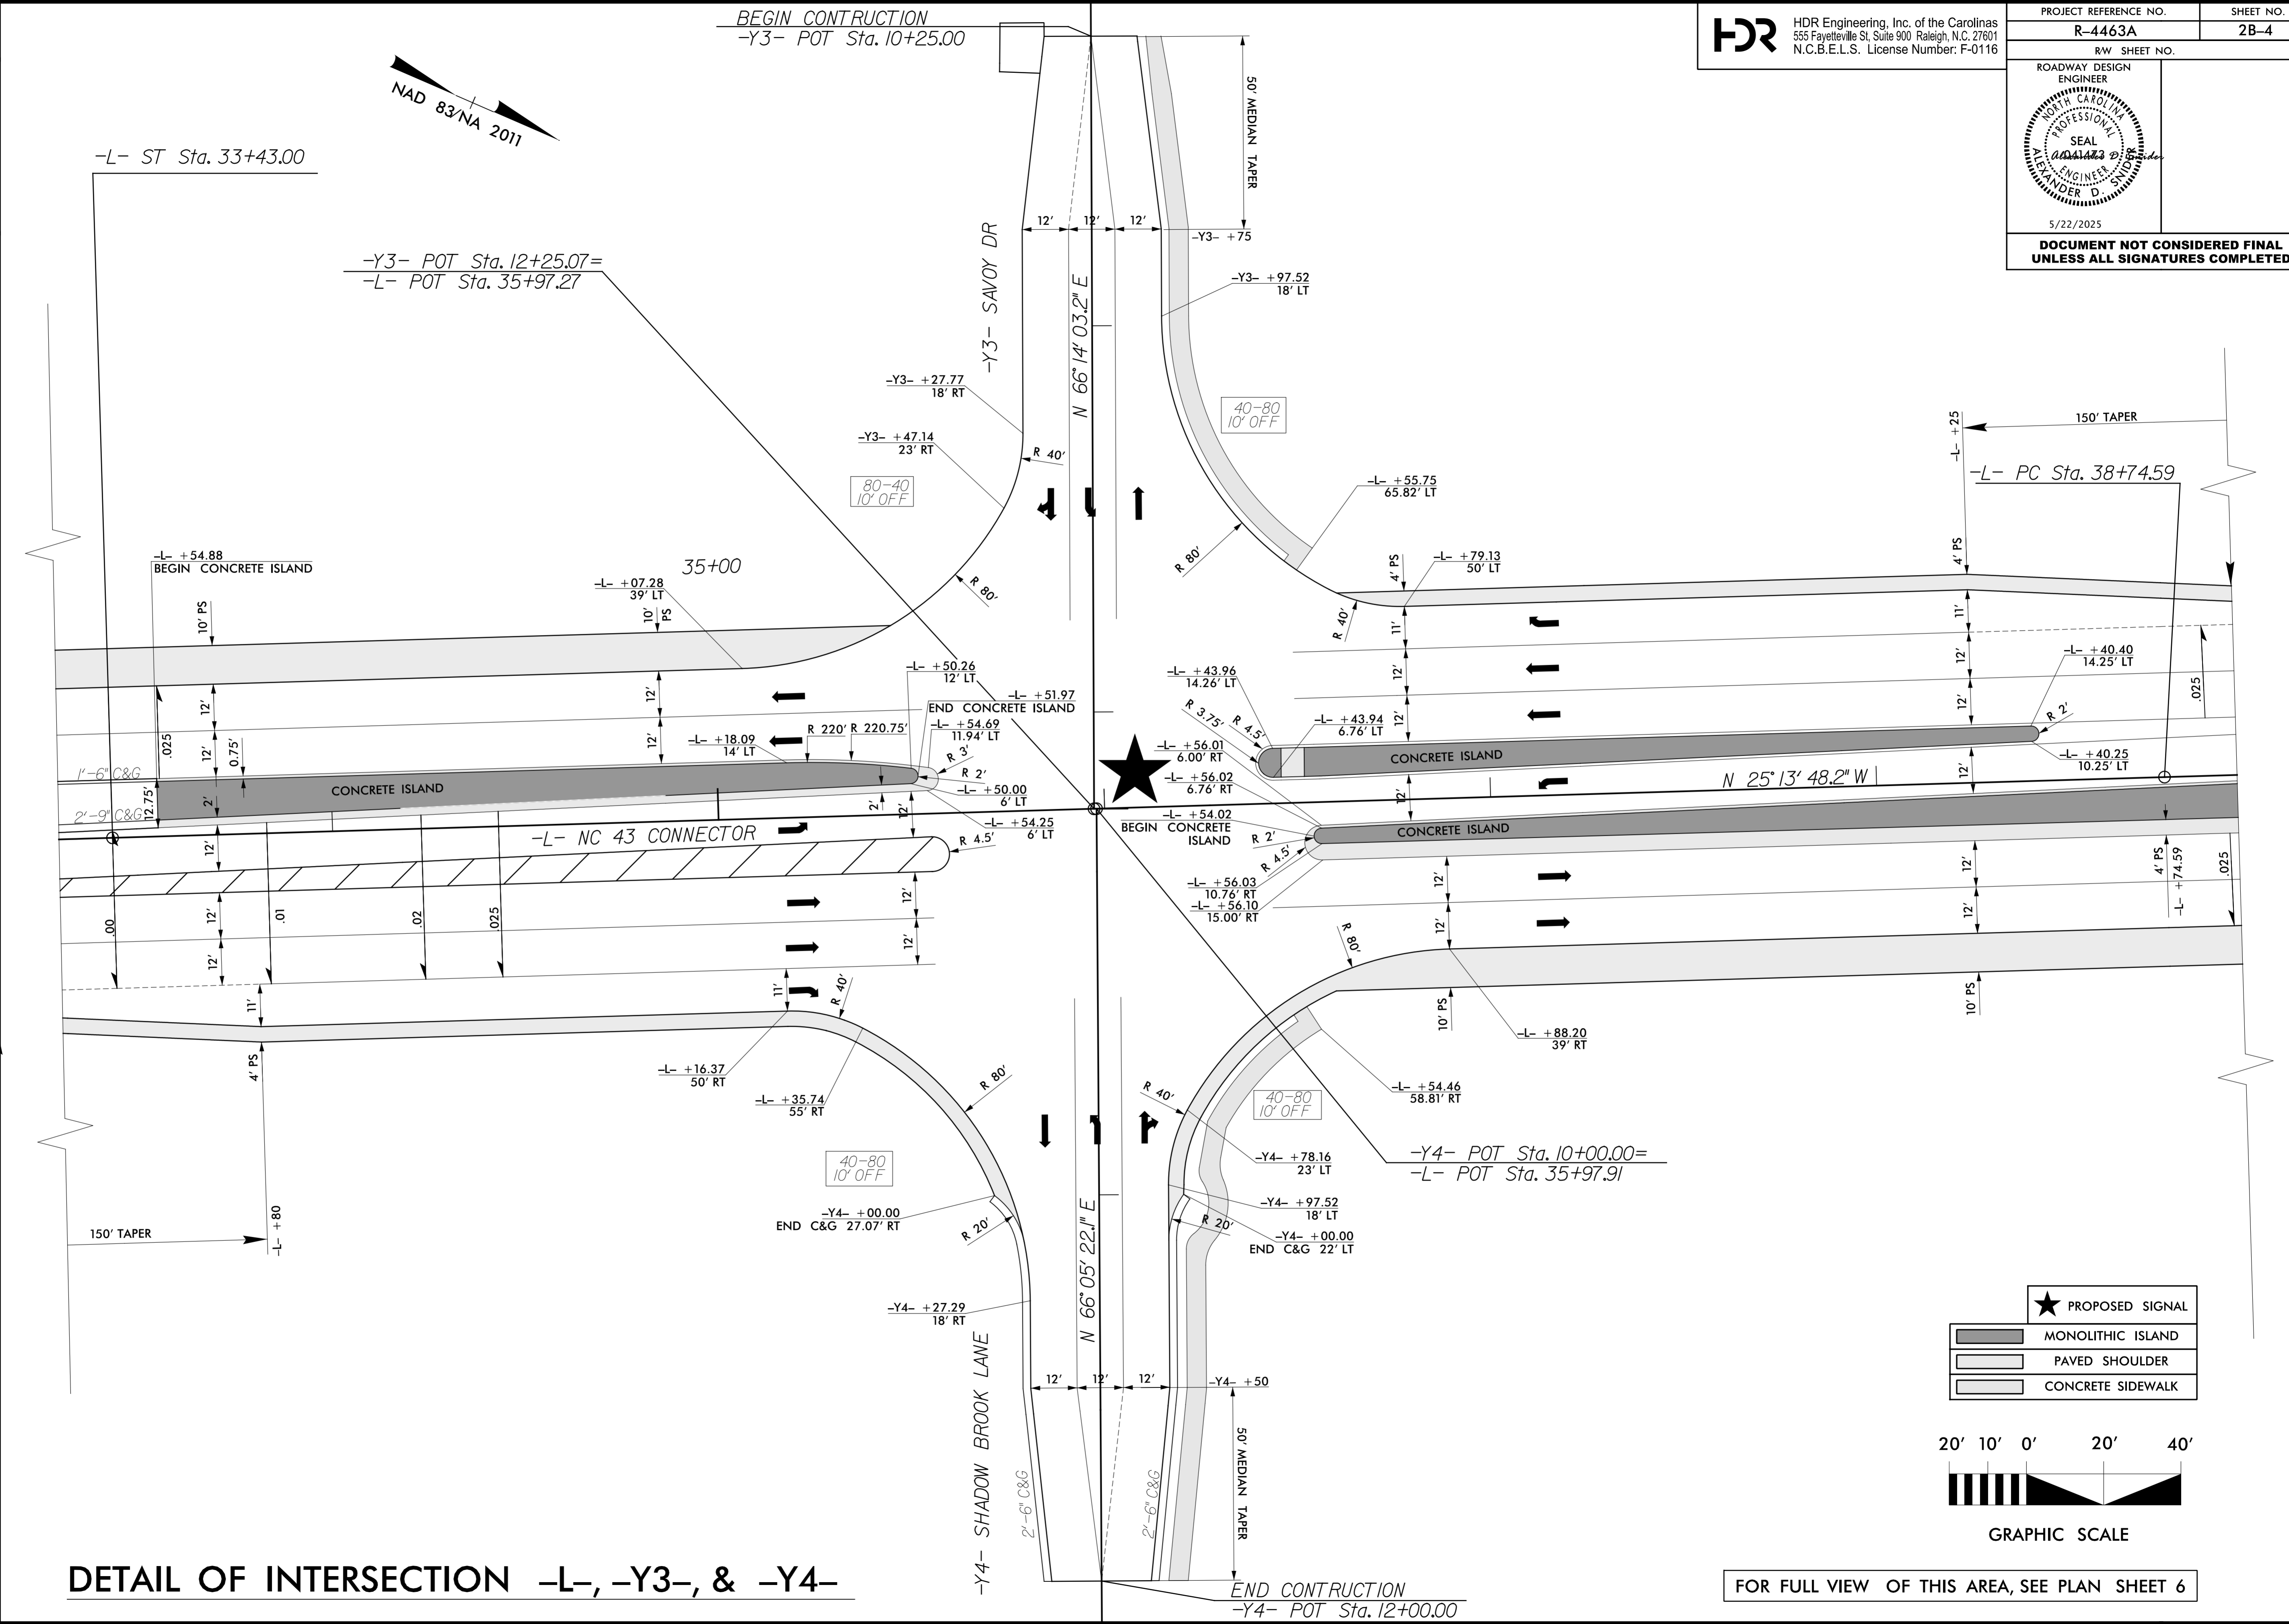 BEGIN CONTRUCTION
-Y3- POT Sta. 10+25.00
HDR
HDR Engineering, Inc. of the Carolinas
555 Fayetteville St, Suite 900 Raleigh, N.C. 27601
N.C.B.E.L.S. License Number: F-0116
PROJECT REFERENCE NO.
SHEET NO.
R-4463A
2B-4
RW SHEET NO.
ROADWAY DESIGN
ENGINEER
NORTH CAROLINA
PROFESSIONAL
SEAL
041473
ENGINEER
ALEXANDER D. SNIDER
5/22/2025
DOCUMENT NOT CONSIDERED FINAL
UNLESS ALL SIGNATURES COMPLETED
NAD 83/NA 2011
-L- ST Sta. 33+43.00
-Y3- POT Sta. 12+25.07=
-L- POT Sta. 35+97.27
-Y3- SAVOY DR
N 66° 14' 03.2" E
50' MEDIAN TAPER
12' 12' 12'
-Y3- +75
-Y3- +97.52
18' LT
-Y3- +27.77
18' RT
-Y3- +47.14
23' RT
R 40'
80-40
10' OFF
40-80
10' OFF
R 80'
R 80'
-L- +55.75
65.82' LT
-L- +25
150' TAPER
-L- PC Sta. 38+74.59
-L- +54.88
BEGIN CONCRETE ISLAND
35+00
-L- +07.28
39' LT
10' PS
10' PS
4' PS
-L- +79.13
50' LT
4' PS
R 40'
11'
11'
12'
12'
12'
12'
12'
12'
12'
12'
.025
0.75'
1'-6" C&G
2'-9" C&G
12.75'
2'
CONCRETE ISLAND
-L- +18.09
14' LT
R 220'
R 220.75'
-L- +50.26
12' LT
-L- +51.97
END CONCRETE ISLAND
-L- +54.69
11.94' LT
R 3'
R 2'
-L- +50.00
6' LT
-L- +54.25
6' LT
2'
12'
-L- +43.96
14.26' LT
R 3.75'
R 4.5'
-L- +43.94
6.76' LT
-L- +56.01
6.00' RT
-L- +56.02
6.76' RT
-L- +54.02
BEGIN CONCRETE
ISLAND
R 2'
R 4.5'
-L- +56.03
10.76' RT
-L- +56.10
15.00' RT
CONCRETE ISLAND
CONCRETE ISLAND
12'
12'
-L- +40.40
14.25' LT
R 2'
-L- +40.25
10.25' LT
.025
N 25° 13' 48.2" W
-L- NC 43 CONNECTOR
R 4.5'
12'
12'
12'
.00
.01
.02
.025
12'
12'
11'
11'
R 40'
4' PS
-L- +80
150' TAPER
-L- +16.37
50' RT
-L- +35.74
55' RT
R 80'
12'
12'
12'
12'
R 80'
4' PS
-L- +74.59
.025
10' PS
10' PS
-L- +88.20
39' RT
-L- +54.46
58.81' RT
R 40'
40-80
10' OFF
40-80
10' OFF
-Y4- +78.16
23' LT
-Y4- POT Sta. 10+00.00=
-L- POT Sta. 35+97.91
-Y4- +97.52
18' LT
-Y4- +00.00
END C&G 27.07' RT
R 20'
R 20'
-Y4- +00.00
END C&G 22' LT
-Y4- +27.29
18' RT
N 66° 05' 22.1" E
-Y4- SHADOW BROOK LANE
12' 12' 12'
-Y4- +50
50' MEDIAN TAPER
2'-6" C&G
2'-6" C&G
END CONTRUCTION
-Y4- POT Sta. 12+00.00
PROPOSED SIGNAL
MONOLITHIC ISLAND
PAVED SHOULDER
CONCRETE SIDEWALK
20' 10' 0' 20' 40'
GRAPHIC SCALE
DETAIL OF INTERSECTION -L-, -Y3-, & -Y4-
FOR FULL VIEW OF THIS AREA, SEE PLAN SHEET 6